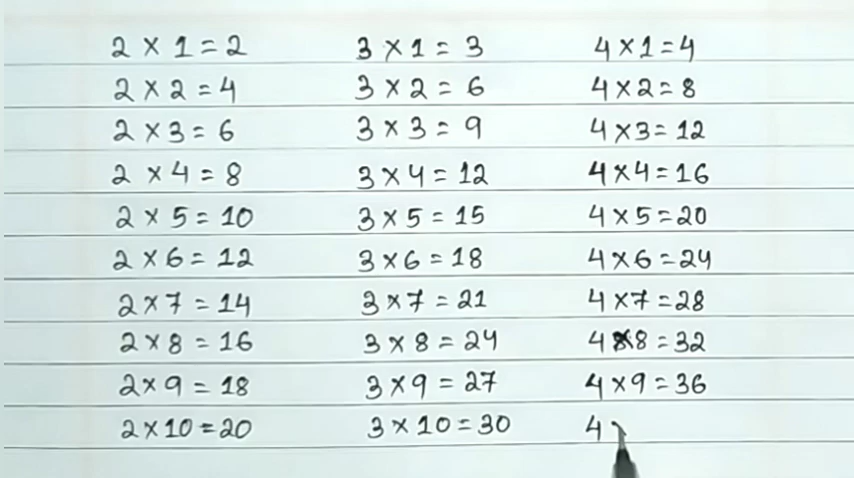 2 × 1 = 2 3 × 1 = 3 4 × 1 = 4
2 × 2 = 4 3 × 2 = 6 4 × 2 = 8
2 × 3 = 6 3 × 3 = 9 4 × 3 = 12
2 × 4 = 8 3 × 4 = 12 4 × 4 = 16
2 × 5 = 10 3 × 5 = 15 4 × 5 = 20
2 × 6 = 12 3 × 6 = 18 4 × 6 = 24
2 × 7 = 14 3 × 7 = 21 4 × 7 = 28
2 × 8 = 16 3 × 8 = 24 4 × 8 = 32
2 × 9 = 18 3 × 9 = 27 4 × 9 = 36
2 × 10 = 20 3 × 10 = 30 4